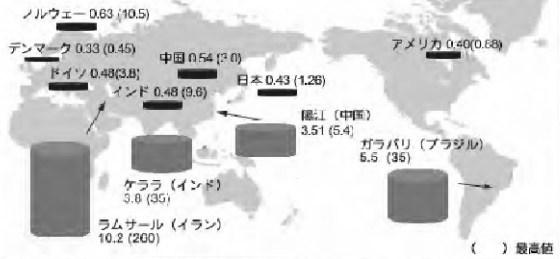 ノルウェー 0.63 (10.5)
デンマーク 0.33 (0.45)
ドイツ 0.48(3.8)
中国 0.54 (3.0)
インド 0.48 (9.6)
日本 0.43 (1.26)
アメリカ 0.40(0.88)
陽江（中国）
3.51 (5.4)
ガラパリ（ブラジル）
5.5 (35)
ケララ（インド）
3.8 (35)
ラムサール（イラン）
10.2 (260)
（　）最高値